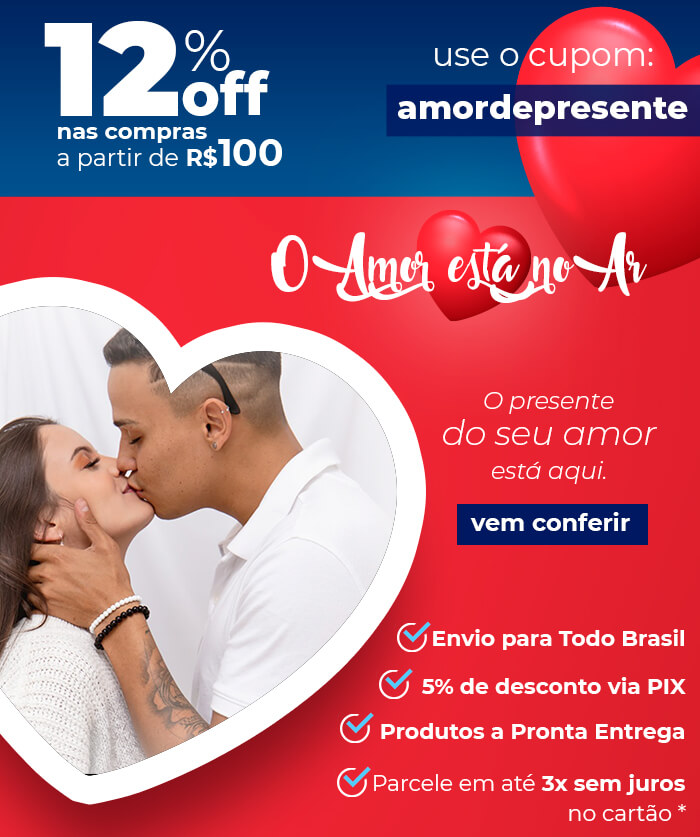 12% off
nas compras
a partir de R$100
use o cupom:
amordepresente
O Amor está no Ar
O presente
do seu amor
está aqui.
vem conferir
Envio para Todo Brasil
5% de desconto via PIX
Produtos a Pronta Entrega
Parcele em até 3x sem juros
no cartão *